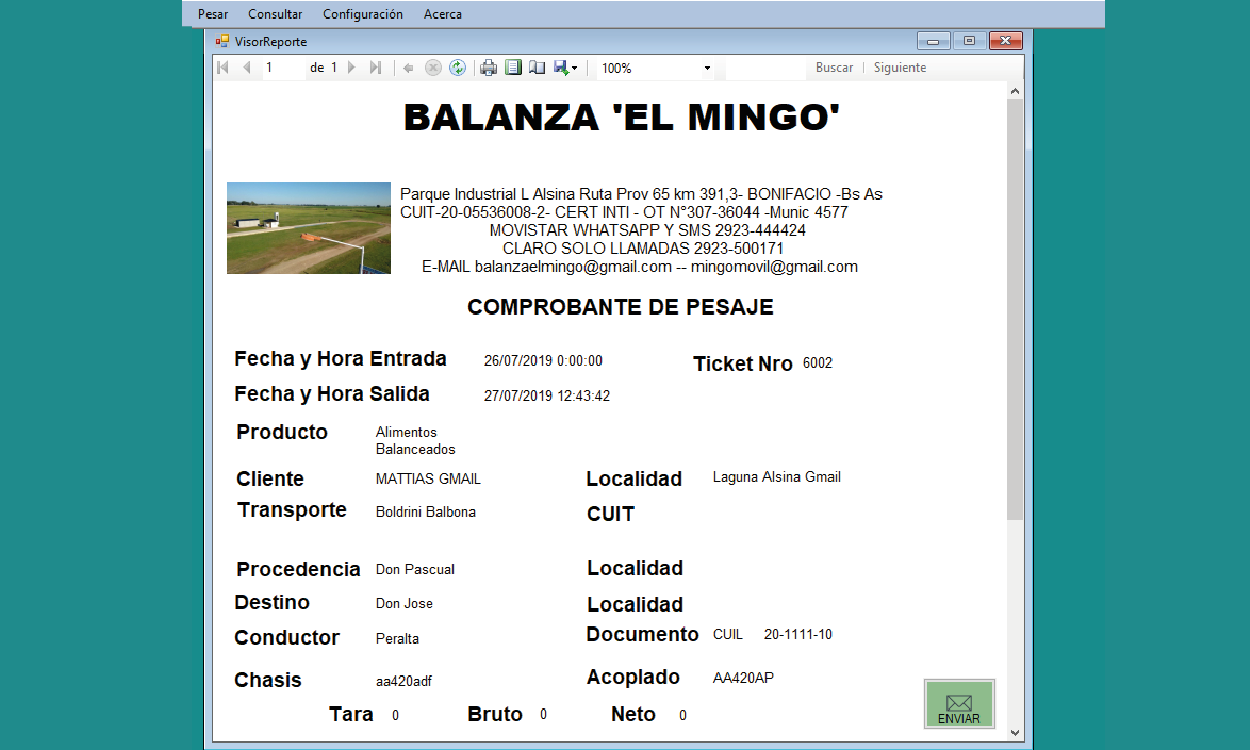 Pesar Consultar Configuración Acerca
VisorReporte
1 de 1 100% Buscar Siguiente
BALANZA 'EL MINGO'
Parque Industrial L Alsina Ruta Prov 65 km 391,3- BONIFACIO -Bs As
CUIT-20-05536008-2- CERT INTI - OT N°307-36044 -Munic 4577
MOVISTAR WHATSAPP Y SMS 2923-444424
CLARO SOLO LLAMADAS 2923-500171
E-MAIL balanzaelmingo@gmail.com -- mingomovil@gmail.com
COMPROBANTE DE PESAJE
Fecha y Hora Entrada 26/07/2019 0:00:00 Ticket Nro 6002
Fecha y Hora Salida 27/07/2019 12:43:42
Producto Alimentos
Balanceados
Cliente MATTIAS GMAIL Localidad Laguna Alsina Gmail
Transporte Boldrini Balbona CUIT
Procedencia Don Pascual Localidad
Destino Don Jose Localidad
Conductor Peralta Documento CUIL 20-1111-10
Chasis aa420adf Acoplado AA420AP
Tara 0 Bruto 0 Neto 0
ENVIAR